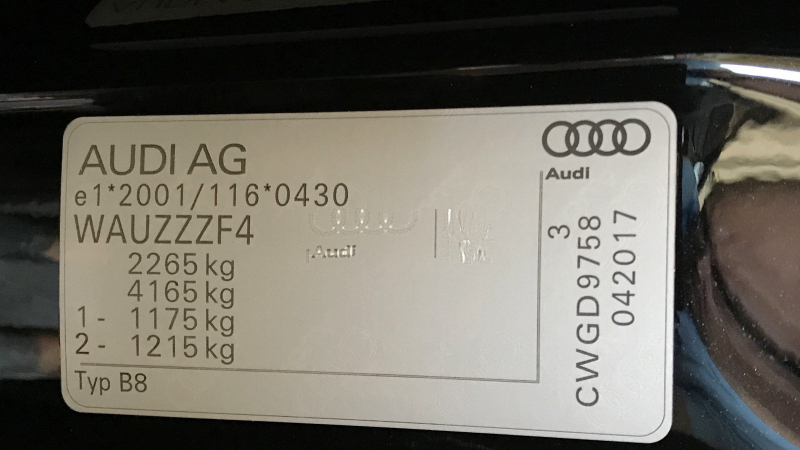 AUDI AG
e1*2001/116*0430
WAUZZZF4
2265 kg
4165 kg
1 - 1175 kg
2 - 1215 kg
Typ B8
Audi
Audi
3
CWGD9758
042017